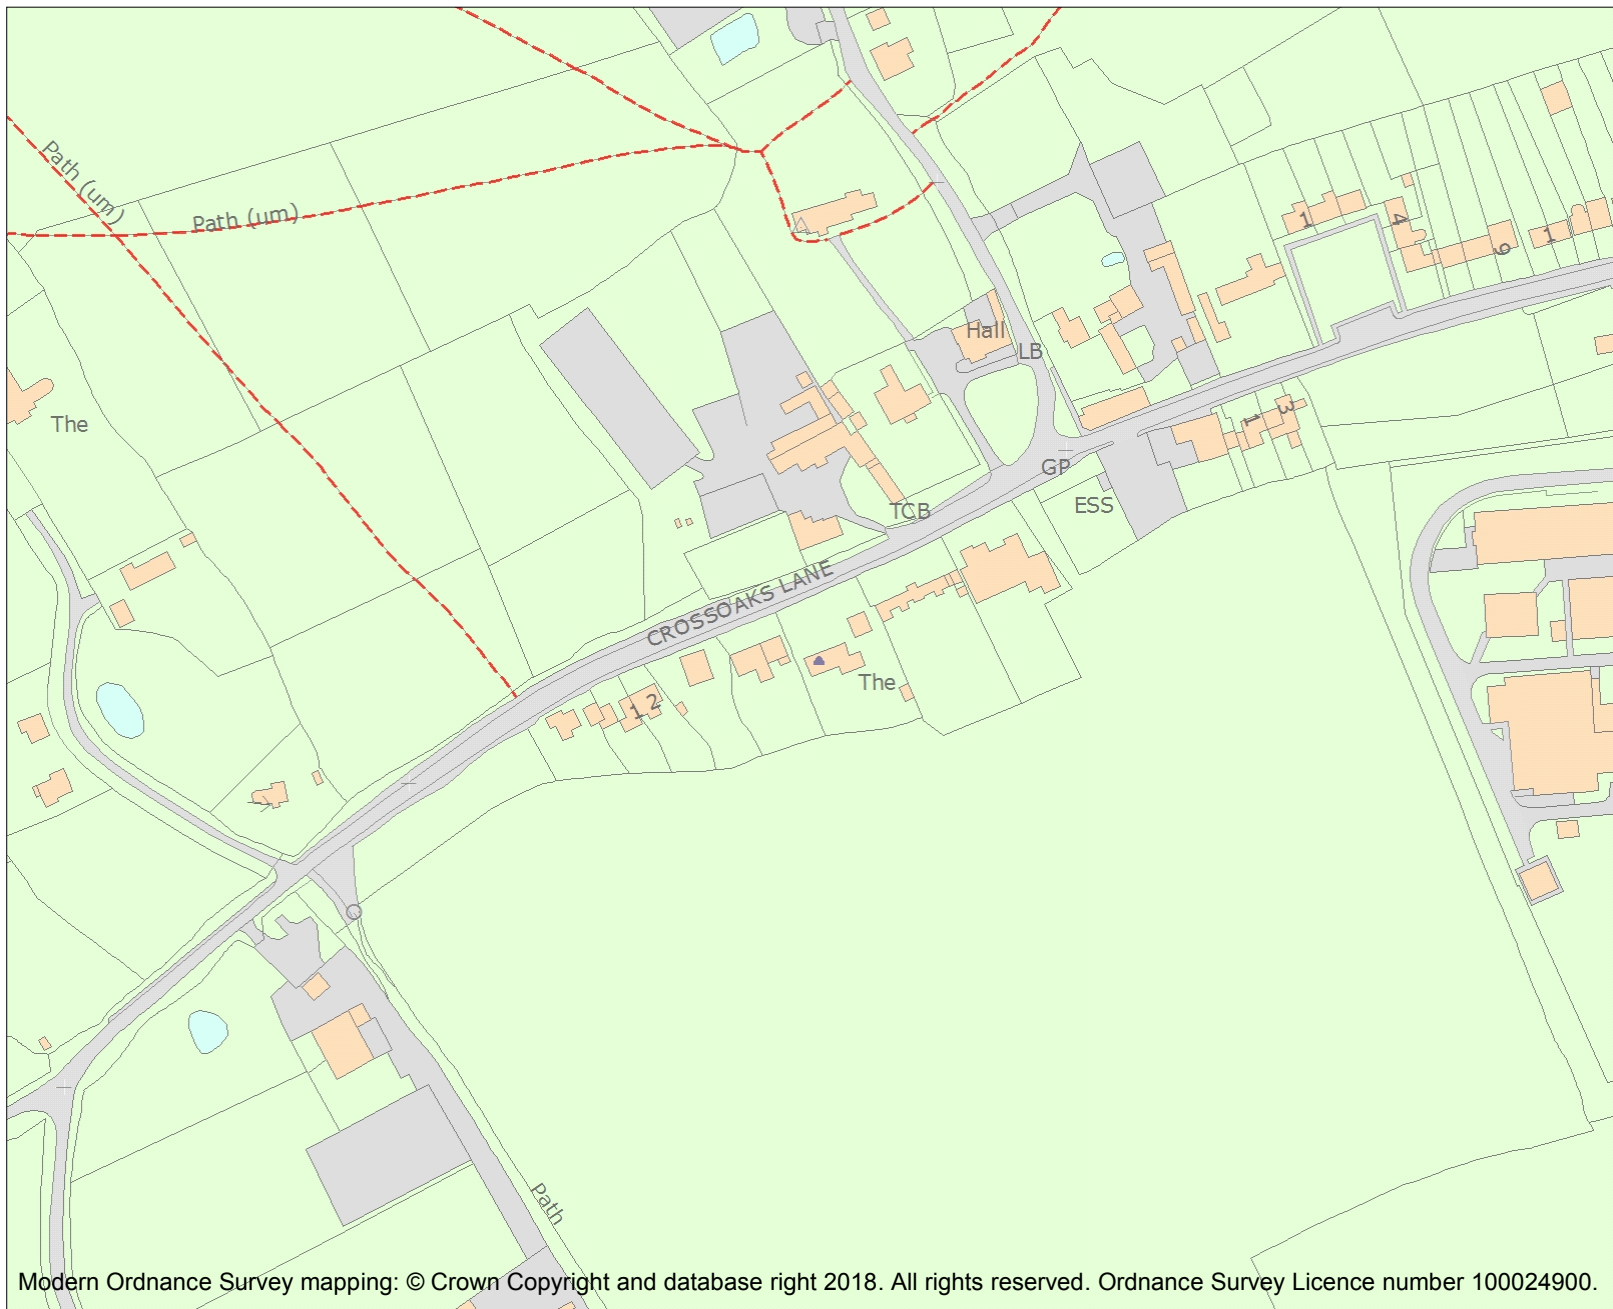 Path (um)
Path (um)
1
4
9
1
Hall
LB
The
3
1
GP
TCB
ESS
CROSSOAKS LANE
The
1 2
Path
Modern Ordnance Survey mapping: © Crown Copyright and database right 2018. All rights reserved. Ordnance Survey Licence number 100024900.